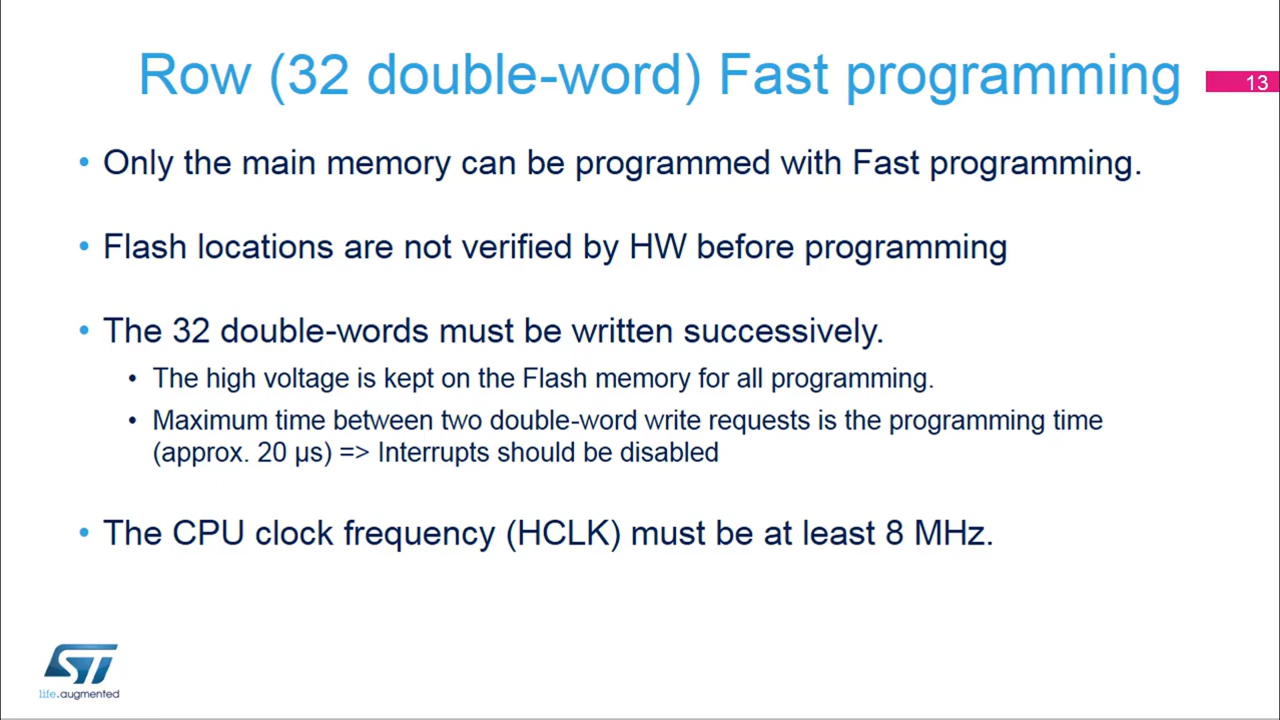 Row (32 double-word) Fast programming
13
• Only the main memory can be programmed with Fast programming.
• Flash locations are not verified by HW before programming
• The 32 double-words must be written successively.
• The high voltage is kept on the Flash memory for all programming.
• Maximum time between two double-word write requests is the programming time
(approx. 20 µs) => Interrupts should be disabled
• The CPU clock frequency (HCLK) must be at least 8 MHz.
ST
life.augmented